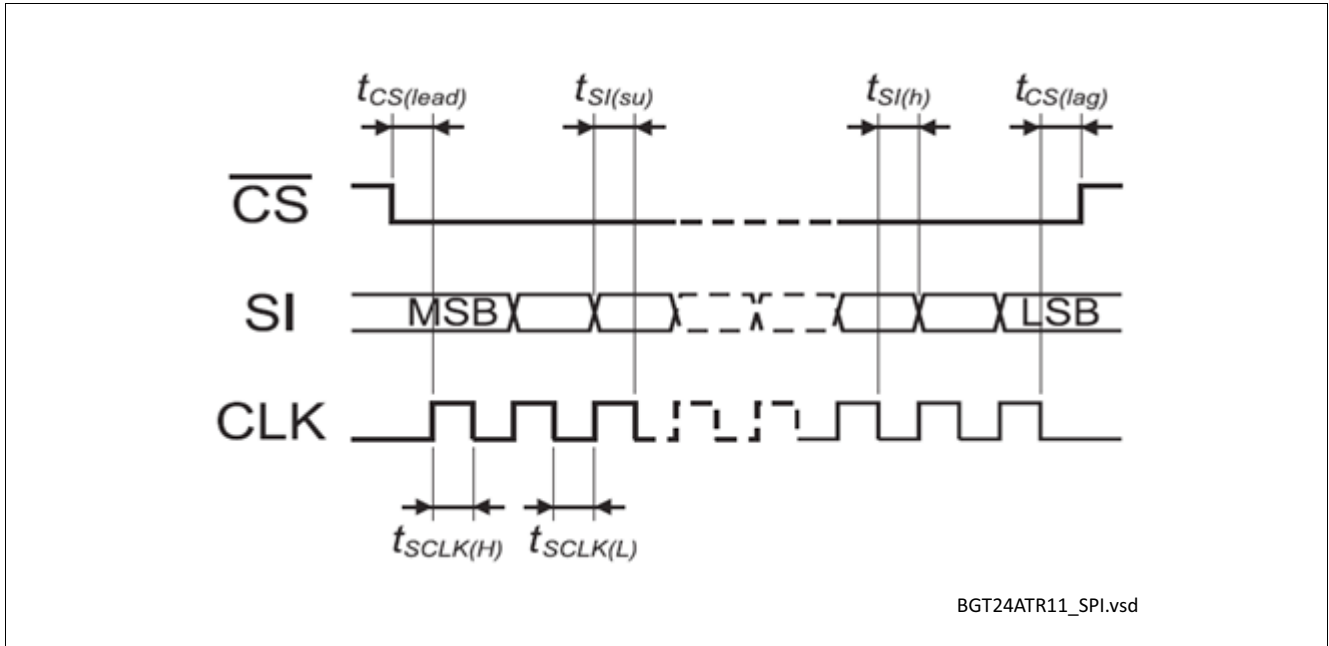 tCS(lead) tSI(su) tSI(h) tCS(lag)
CS
SI MSB LSB
CLK
tSCLK(H) tSCLK(L)
BGT24ATR11_SPI.vsd